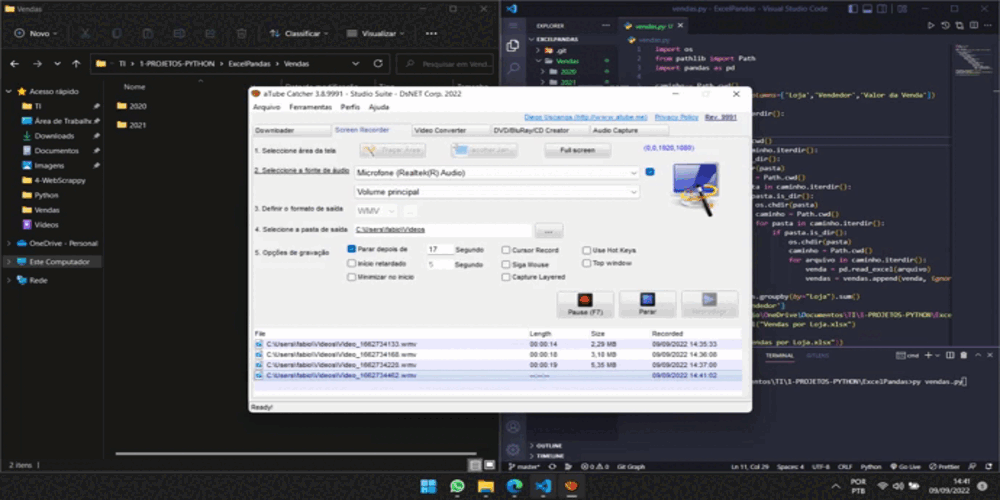 Vendas
Novo
Classificar
Visualizar
TI > 1-PROJETOS-PYTHON > ExcelPandas > Vendas
Pesquisar em Vend...
Nome
Acesso rápido
TI
Área de Trabalho
Downloads
Documentos
Imagens
4-WebScrappy
Python
Vendas
Vídeos
OneDrive - Personal
Este Computador
Rede
2020
2021
2 itens
aTube Catcher 3.8.9991 - Studio Suite - DsNET Corp. 2022
Arquivo Ferramentas Perfis Ajuda
Diego Uscanga (http://www.atube.me) Privacy Policy Rev. 9991
Downloader Screen Recorder Video Converter DVD/BluRay/CD Creator Audio Capture
1. Seleccione área da tela
Full screen
(0,0,1920,1080)
2. Selecione a fonte de áudio
Microfone (Realtek(R) Audio)
Volume principal
3. Definir o formato de saída
WMV
4. Selecione a pasta de saída
C:\Users\fabio\Videos
5. Opções de gravação
Parar depois de 17 Segundo
Cursor Record
Use Hot Keys
Início retardado 5 Segundo
Siga Mouse
Top window
Minimizar no início
Capture Layered
Pause (F7)
Parar
File Length Size Recorded
C:\Users\fabio\Videos\Video_1662734133.wmv 00:00:14 2,29 MB 09/09/2022 14:35:33
C:\Users\fabio\Videos\Video_1662734168.wmv 00:00:18 3,18 MB 09/09/2022 14:36:08
C:\Users\fabio\Videos\Video_1662734220.wmv 00:00:19 5,35 MB 09/09/2022 14:37:00
C:\Users\fabio\Videos\Video_1662734462.wmv --:--:-- 09/09/2022 14:41:02
Ready!
vendas.py - ExcelPandas - Visual Studio Code
EXPLORER
EXCELPANDAS
.git
Vendas
2020
2021
vendas.py U
vendas.py
import os
from pathlib import Path
import pandas as pd
['Loja','Vendedor','Valor da Venda'])
caminho.iterdir():
is_dir():
chdir(pasta)
= Path.cwd()
pasta in caminho.iterdir():
pasta.is_dir():
os.chdir(pasta)
caminho = Path.cwd()
for pasta in caminho.iterdir():
if pasta.is_dir():
os.chdir(pasta)
caminho = Path.cwd()
for arquivo in caminho.iterdir():
venda = pd.read_excel(arquivo)
vendas = vendas.append(venda,
groupby(by="Loja").sum()
\OneDrive\Documentos\TI\1-PROJETOS-PYTHON\Exce
("Vendas por Loja.xlsx")
endas por Loja.xlsx")
TERMINAL
cmd
entos\TI\1-PROJETOS-PYTHON\ExcelPandas>py vendas.py
OUTLINE
TIMELINE
master*
0 0
Git Graph
Ln 11, Col 29 Spaces: 4 UTF-8 CRLF Python Go Live Prettier
POR
PTB
14:41
09/09/2022